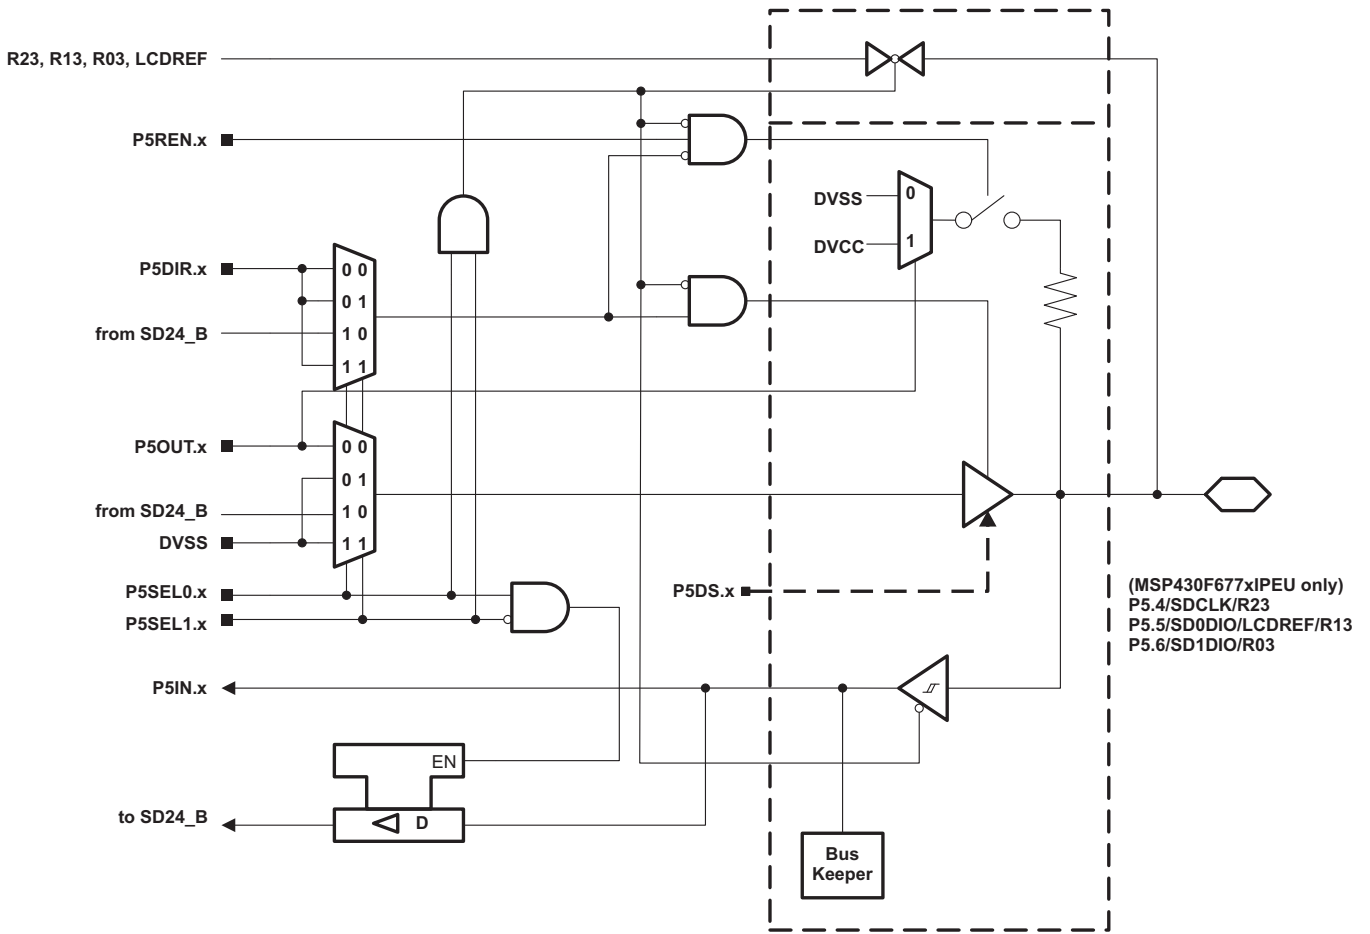 R23, R13, R03, LCDREF
P5REN.x
DVSS
0
DVCC
1
P5DIR.x
0 0
0 1
from SD24_B
1 0
1 1
P5OUT.x
0 0
0 1
from SD24_B
1 0
DVSS
1 1
P5SEL0.x
P5DS.x
P5SEL1.x
(MSP430F677xIPEU only)
P5.4/SDCLK/R23
P5.5/SD0DIO/LCDREF/R13
P5.6/SD1DIO/R03
P5IN.x
EN
to SD24_B
D
Bus
Keeper